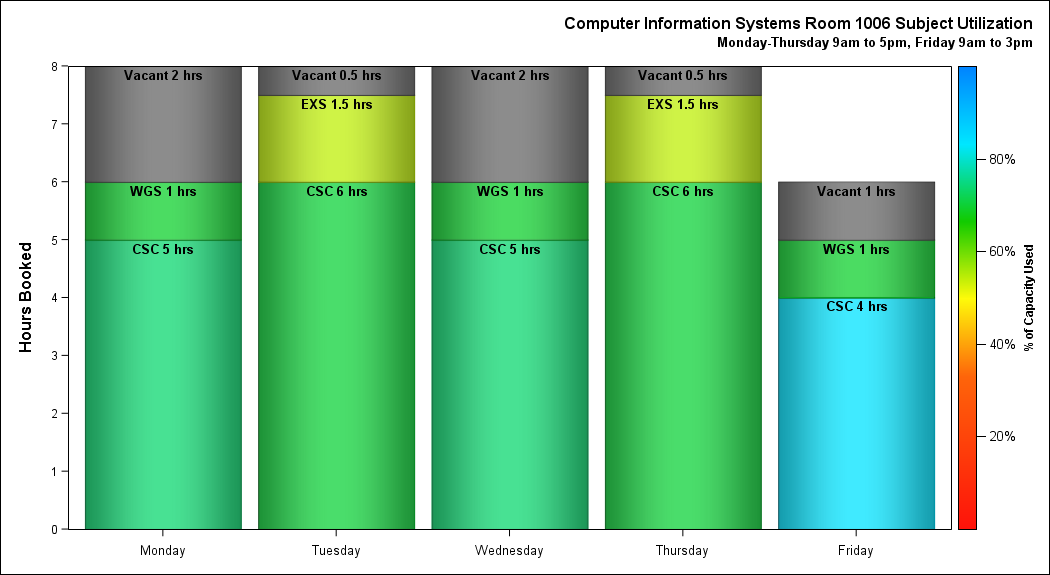 Computer Information Systems Room 1006 Subject Utilization
Monday-Thursday 9am to 5pm, Friday 9am to 3pm
Hours Booked
8
7
6
5
4
3
2
1
0
Vacant 2 hrs
WGS 1 hrs
CSC 5 hrs
Vacant 0.5 hrs
EXS 1.5 hrs
CSC 6 hrs
Vacant 2 hrs
WGS 1 hrs
CSC 5 hrs
Vacant 0.5 hrs
EXS 1.5 hrs
CSC 6 hrs
Vacant 1 hrs
WGS 1 hrs
CSC 4 hrs
Monday
Tuesday
Wednesday
Thursday
Friday
80%
60%
40%
20%
% of Capacity Used